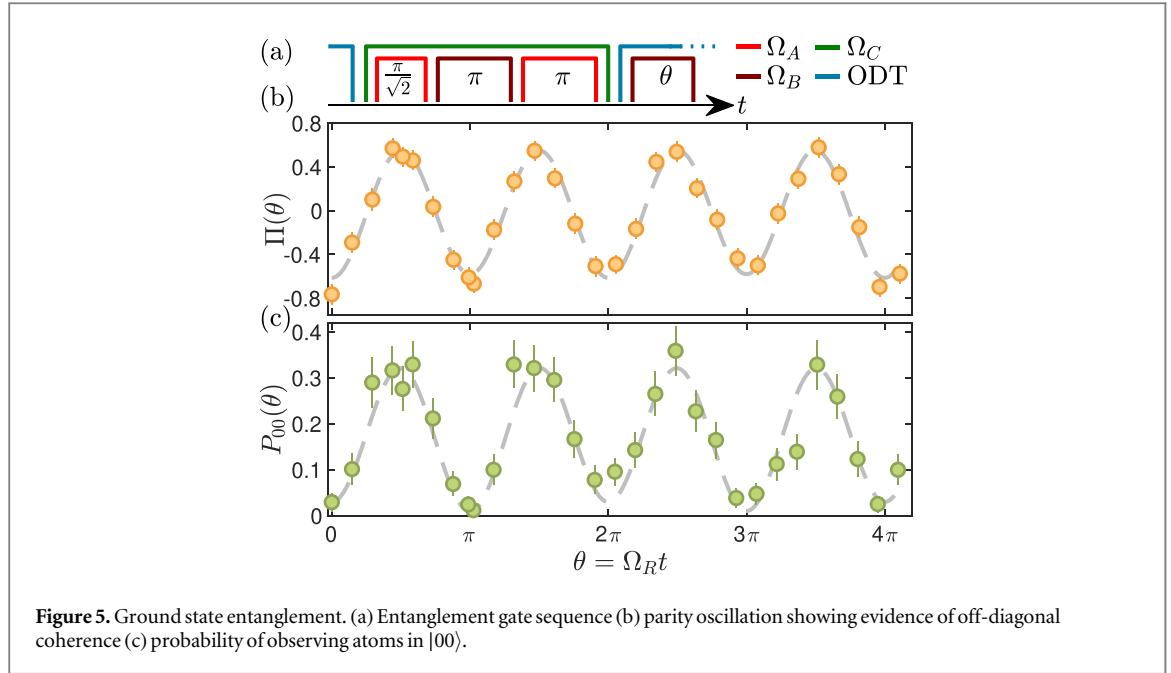 (a)
Ω_A Ω_C
Ω_B ODT
π/√2 π π θ
t
(b)
0.8
0.4
0
-0.4
-0.8
Π(θ)
(c)
0.4
0.3
0.2
0.1
0
P₀₀(θ)
0 π 2π 3π 4π
θ = Ω_R t
Figure 5. Ground state entanglement. (a) Entanglement gate sequence (b) parity oscillation showing evidence of off-diagonal
coherence (c) probability of observing atoms in |00⟩.